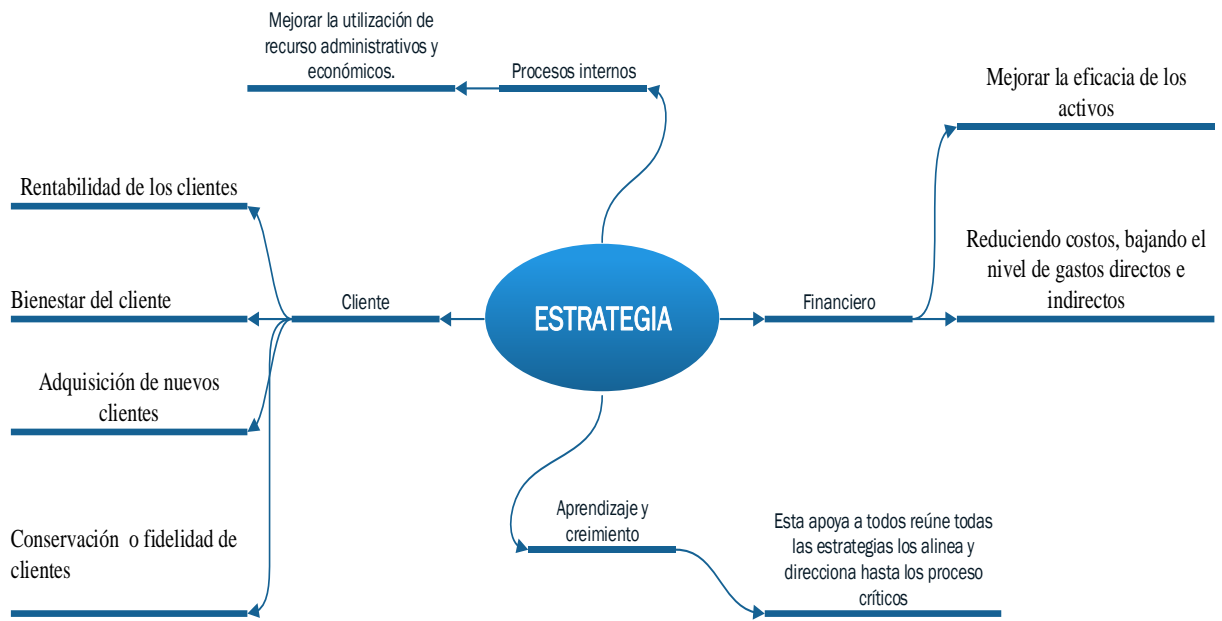 Mejorar la utilización de
recurso administrativos y
económicos.
Procesos internos
Mejorar la eficacia de los
activos
Rentabilidad de los clientes
Reduciendo costos, bajando el
nivel de gastos directos e
indirectos
Bienestar del cliente
Cliente
ESTRATEGIA
Financiero
Adquisición de nuevos
clientes
Conservación o fidelidad de
clientes
Aprendizaje y
creimiento
Esta apoya a todos reúne todas
las estrategias los alinea y
direcciona hasta los proceso
críticos